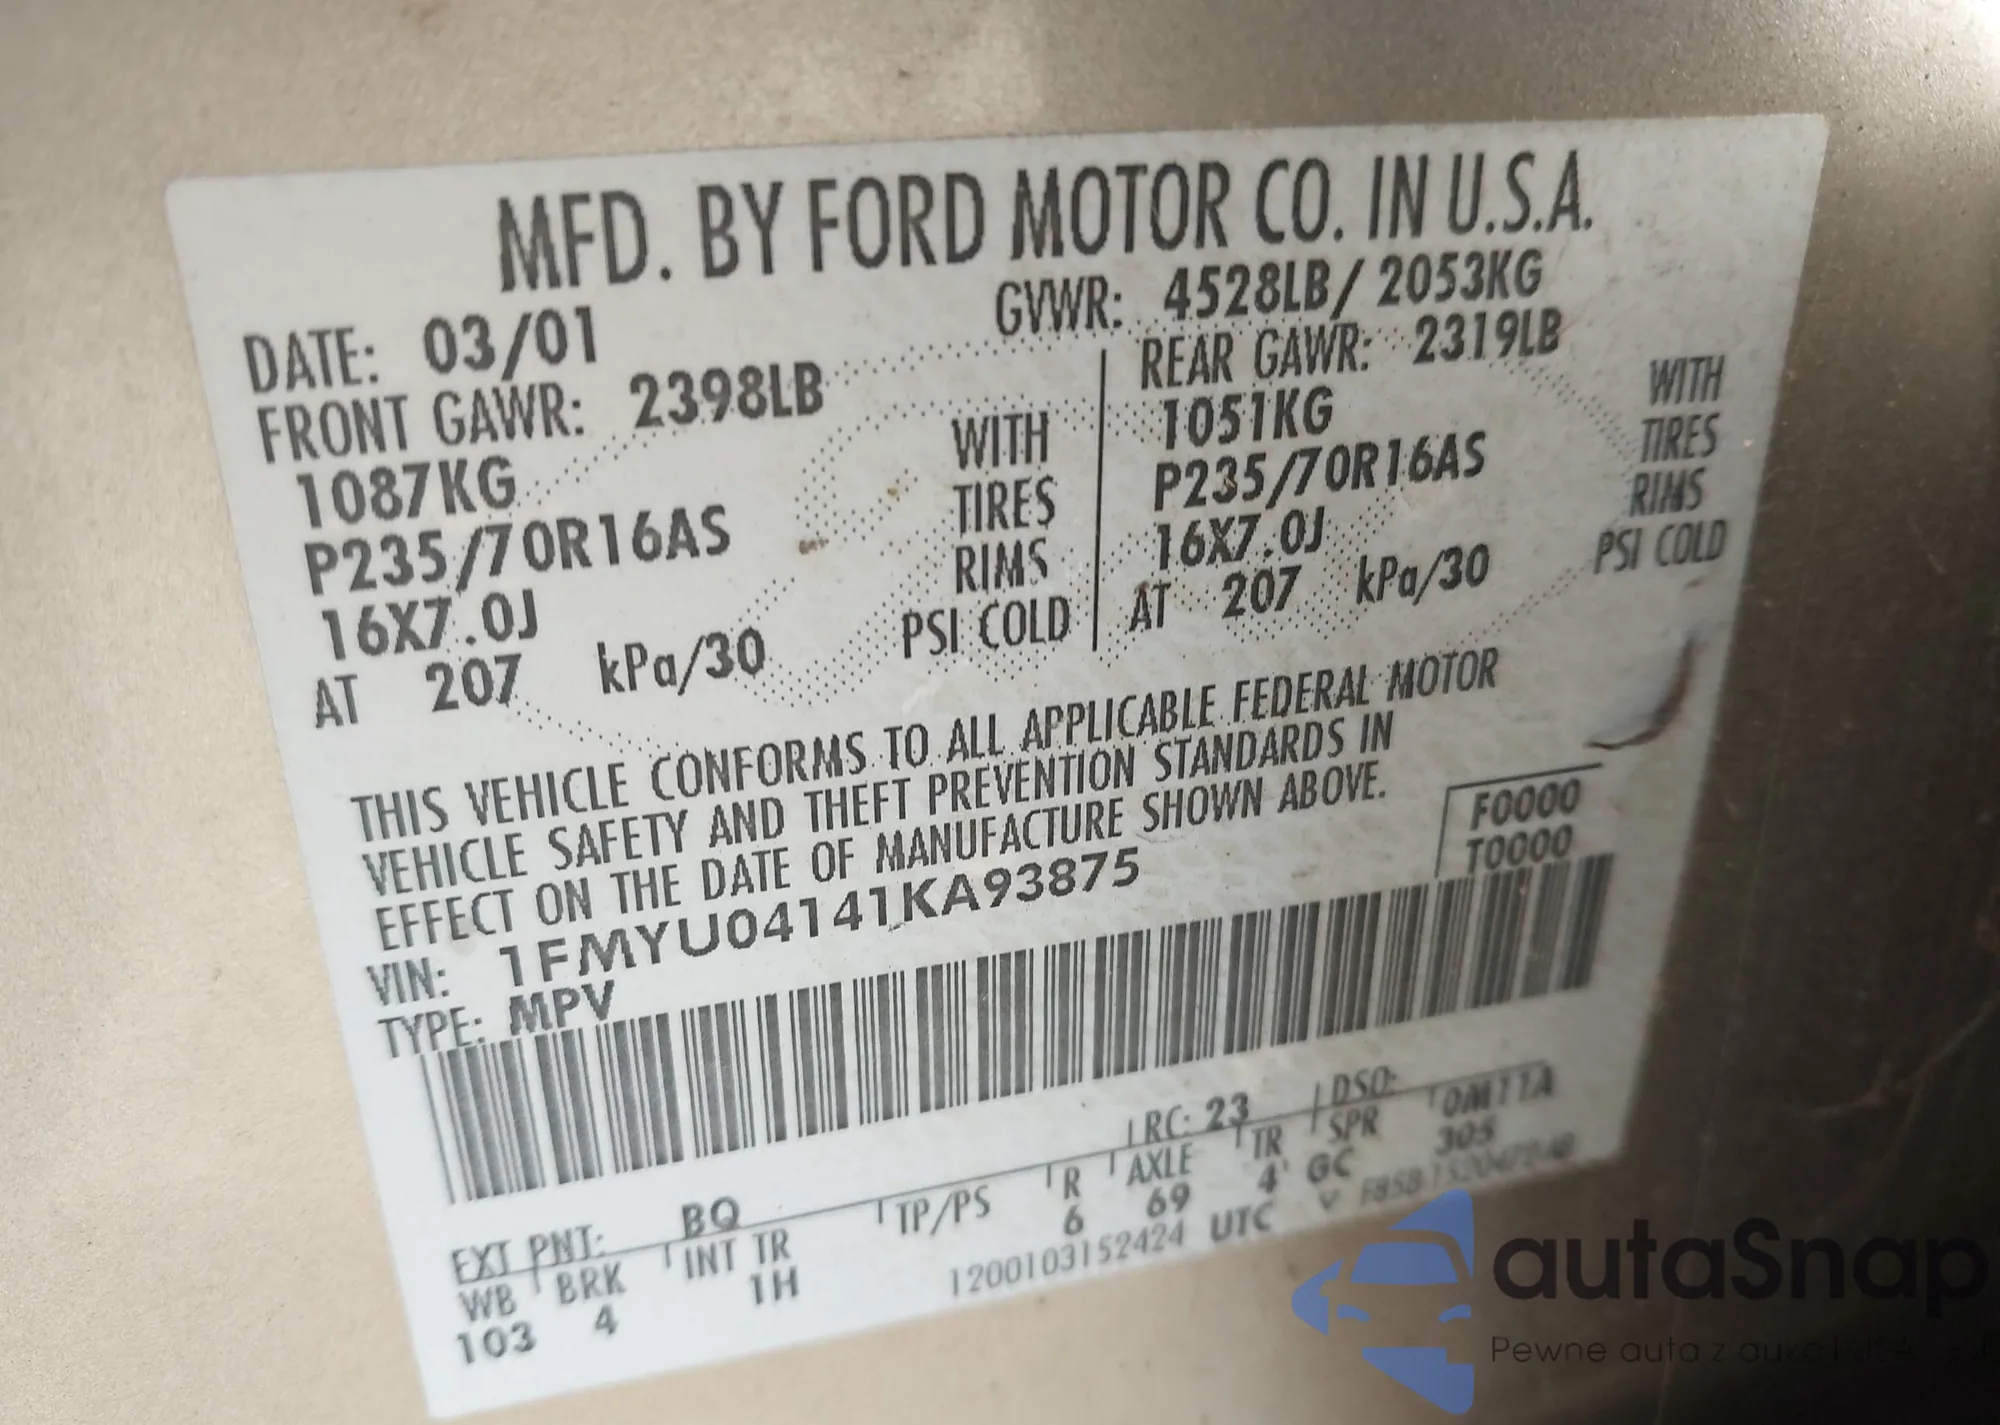 MFD. BY FORD MOTOR CO. IN U.S.A.
DATE: 03/01 GVWR: 4528LB/ 2053KG
FRONT GAWR: 2398LB REAR GAWR: 2319LB
1087KG WITH 1051KG WITH
P235/70R16AS TIRES P235/70R16AS TIRES
16X7.0J RIMS 16X7.0J RIMS
AT 207 kPa/30 PSI COLD AT 207 kPa/30 PSI COLD
THIS VEHICLE CONFORMS TO ALL APPLICABLE FEDERAL MOTOR
VEHICLE SAFETY AND THEFT PREVENTION STANDARDS IN
EFFECT ON THE DATE OF MANUFACTURE SHOWN ABOVE.
F0000
T0000
VIN: 1FMYU04141KA93875
TYPE: MPV
EXT PNT: BQ RC: 23 DSO:
WB BRK INT TR TP/PS R AXLE TR SPR 0M11A
103 4 1H 6 69 4 GC 305
1200103152424 UTC
autaSnap
Pewne auta z